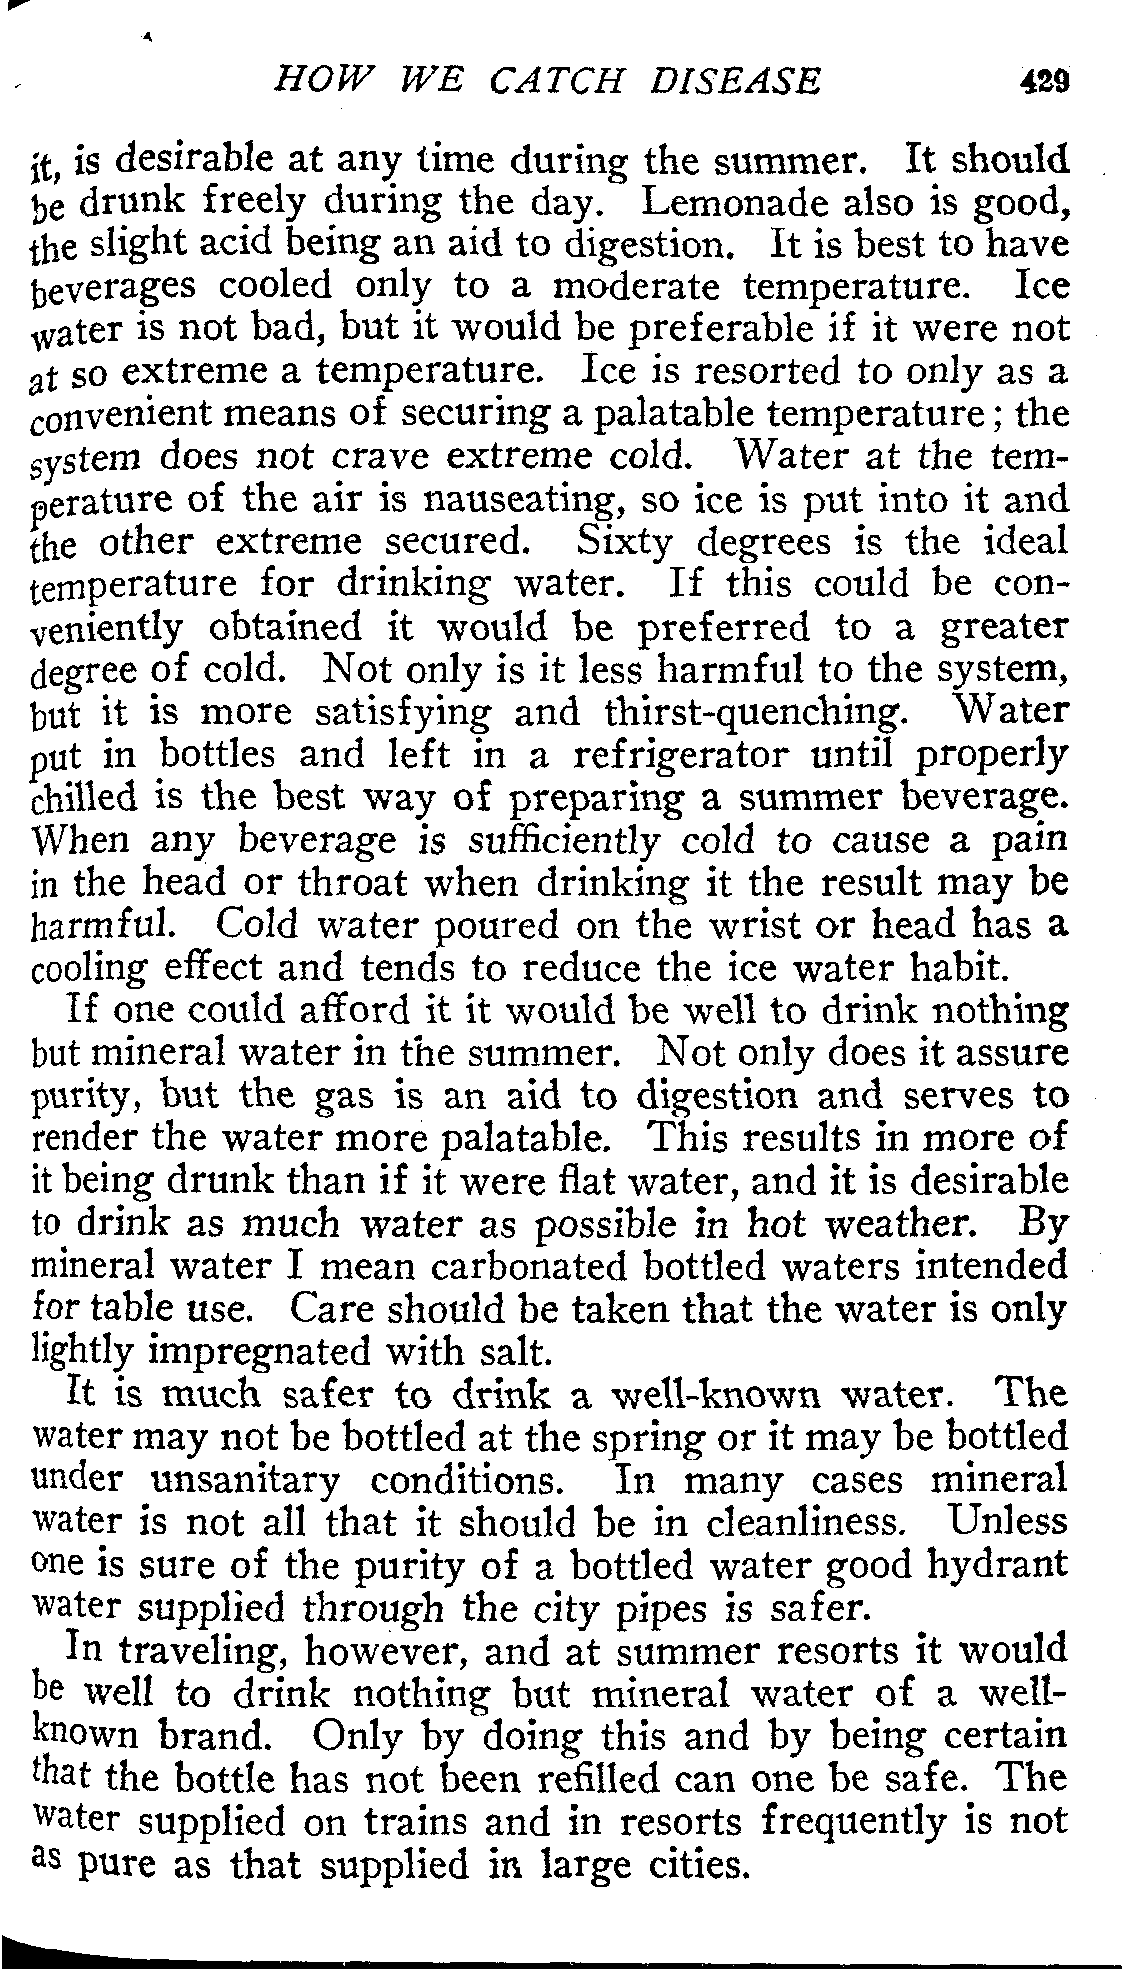 HOW WE CATCH DISEASE 429
it, is desirable at any time during the summer. It should
be drunk freely during the day. Lemonade also is good,
the slight acid being an aid to digestion. It is best to have
beverages cooled only to a moderate temperature. Ice
water is not bad, but it would be preferable if it were not
at so extreme a temperature. Ice is resorted to only as a
convenient means of securing a palatable temperature; the
system does not crave extreme cold. Water at the tem-
perature of the air is nauseating, so ice is put into it and
the other extreme secured. Sixty degrees is the ideal
temperature for drinking water. If this could be con-
veniently obtained it would be preferred to a greater
degree of cold. Not only is it less harmful to the system,
but it is more satisfying and thirst-quenching. Water
put in bottles and left in a refrigerator until properly
chilled is the best way of preparing a summer beverage.
When any beverage is sufficiently cold to cause a pain
in the head or throat when drinking it the result may be
harmful. Cold water poured on the wrist or head has a
cooling effect and tends to reduce the ice water habit.
If one could afford it it would be well to drink nothing
but mineral water in the summer. Not only does it assure
purity, but the gas is an aid to digestion and serves to
render the water more palatable. This results in more of
it being drunk than if it were flat water, and it is desirable
to drink as much water as possible in hot weather. By
mineral water I mean carbonated bottled waters intended
for table use. Care should be taken that the water is only
lightly impregnated with salt.
It is much safer to drink a well-known water. The
water may not be bottled at the spring or it may be bottled
under unsanitary conditions. In many cases mineral
water is not all that it should be in cleanliness. Unless
one is sure of the purity of a bottled water good hydrant
water supplied through the city pipes is safer.
In traveling, however, and at summer resorts it would
be well to drink nothing but mineral water of a well-
known brand. Only by doing this and by being certain
that the bottle has not been refilled can one be safe. The
water supplied on trains and in resorts frequently is not
as pure as that supplied in large cities.